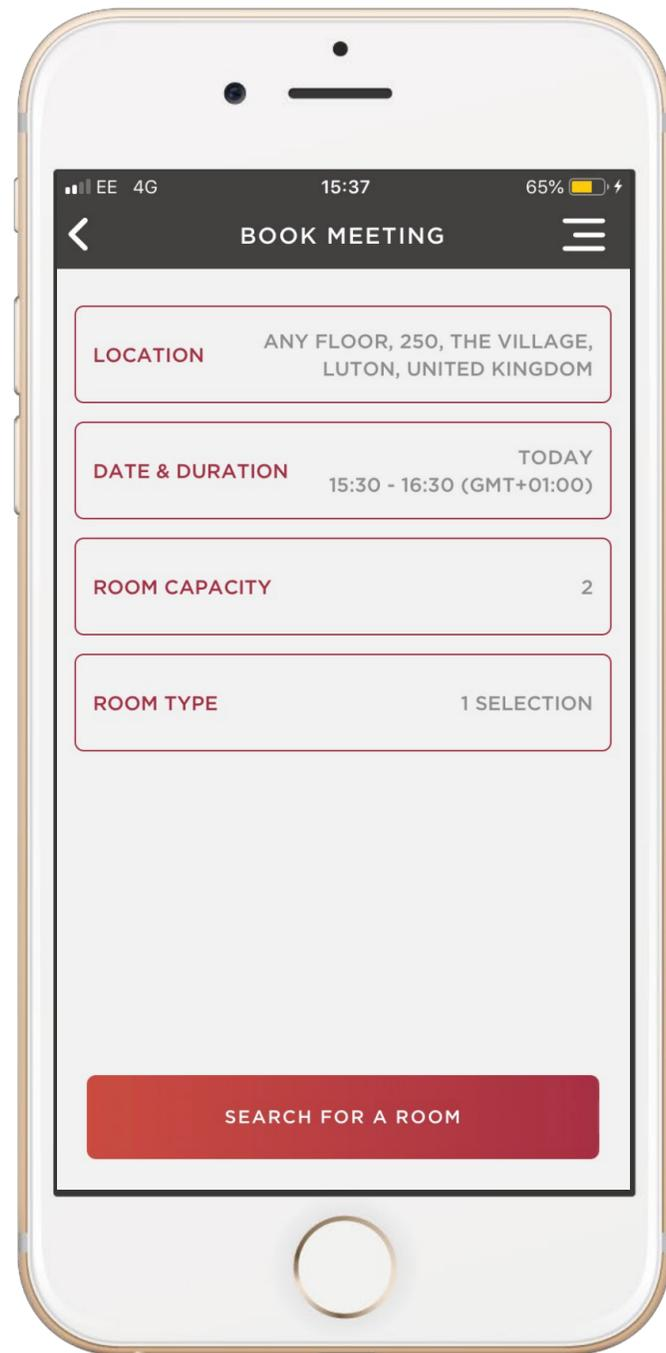 EE 4G 15:37 65%
BOOK MEETING
LOCATION
ANY FLOOR, 250, THE VILLAGE,
LUTON, UNITED KINGDOM
DATE & DURATION
TODAY
15:30 - 16:30 (GMT+01:00)
ROOM CAPACITY 2
ROOM TYPE 1 SELECTION
SEARCH FOR A ROOM